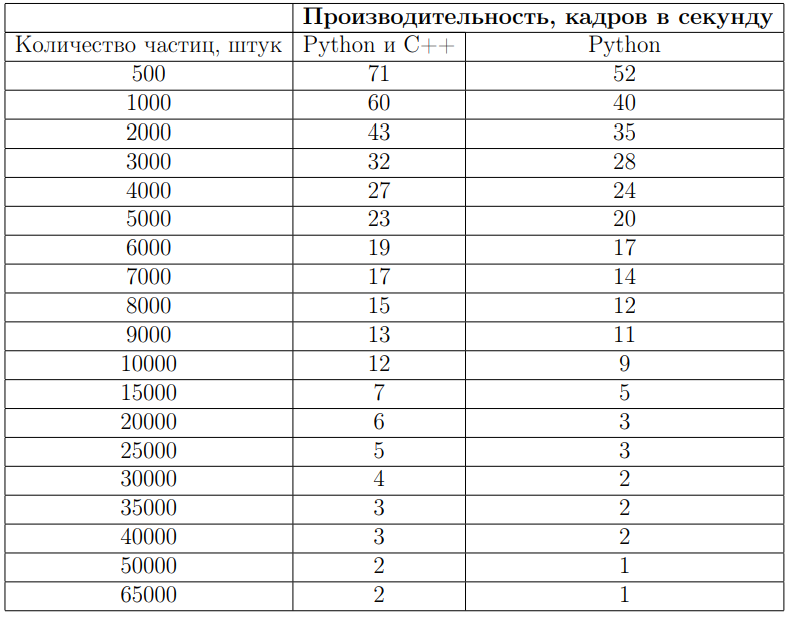 Производительность, кадров в секунду
Количество частиц, штук Python и C++ Python
500 71 52
1000 60 40
2000 43 35
3000 32 28
4000 27 24
5000 23 20
6000 19 17
7000 17 14
8000 15 12
9000 13 11
10000 12 9
15000 7 5
20000 6 3
25000 5 3
30000 4 2
35000 3 2
40000 3 2
50000 2 1
65000 2 1